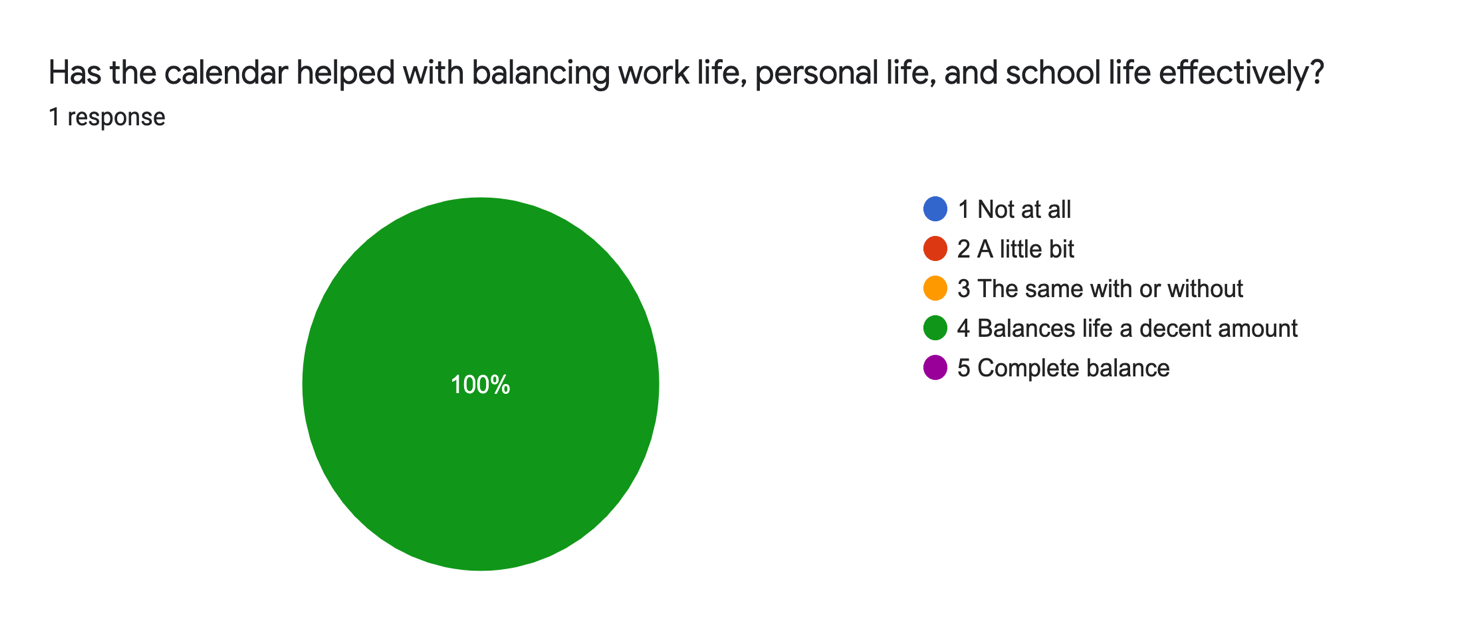 Has the calendar helped with balancing work life, personal life, and school life effectively?
1 response
100%
1 Not at all
2 A little bit
3 The same with or without
4 Balances life a decent amount
5 Complete balance